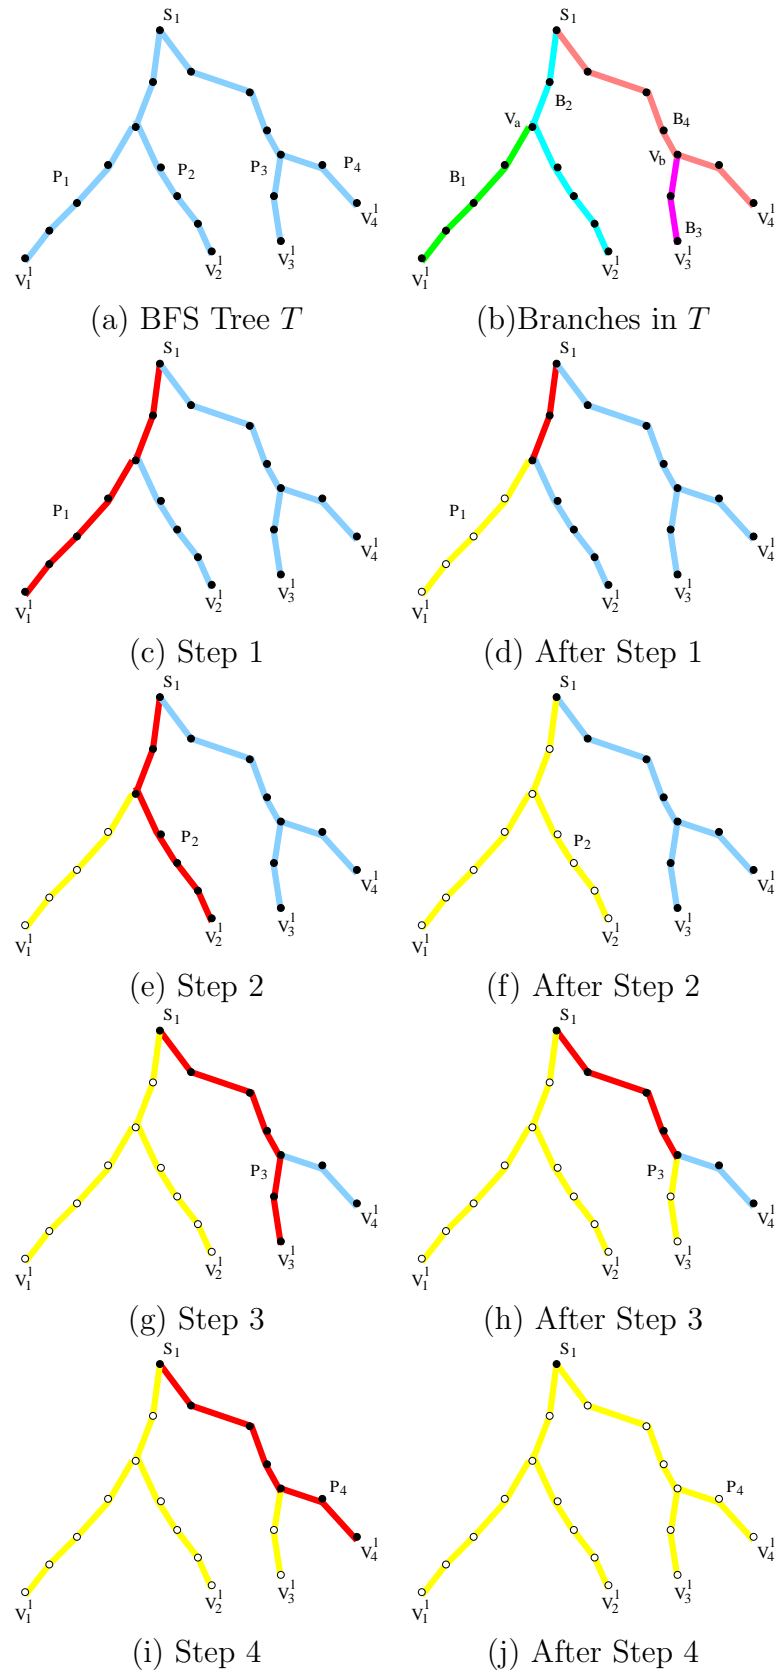 S1 S1
B2
Va B4
P1 P2 P3 P4 B1 Vb
B3
V1^1 V2^1 V3^1 V4^1 V1^1 V2^1 V3^1 V4^1
(a) BFS Tree T (b)Branches in T
S1 S1
P1 P1
V1^1 V2^1 V3^1 V4^1 V1^1 V2^1 V3^1 V4^1
(c) Step 1 (d) After Step 1
S1 S1
P2 P2
V1^1 V2^1 V3^1 V4^1 V1^1 V2^1 V3^1 V4^1
(e) Step 2 (f) After Step 2
S1 S1
P3 P3
V1^1 V2^1 V3^1 V4^1 V1^1 V2^1 V3^1 V4^1
(g) Step 3 (h) After Step 3
S1 S1
P4 P4
V1^1 V2^1 V3^1 V4^1 V1^1 V2^1 V3^1 V4^1
(i) Step 4 (j) After Step 4